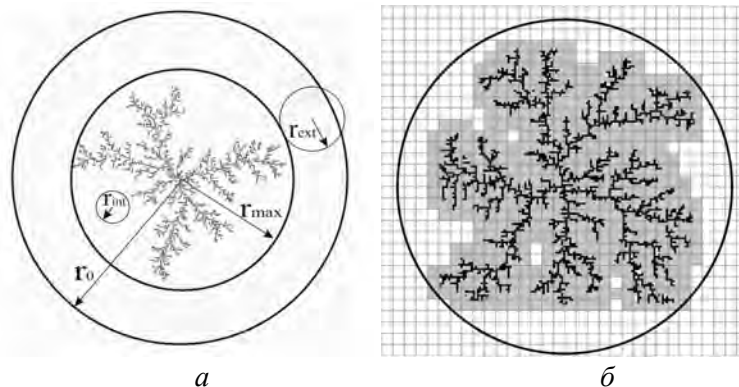 r_ext
r_int
r_max
r_0
а
б